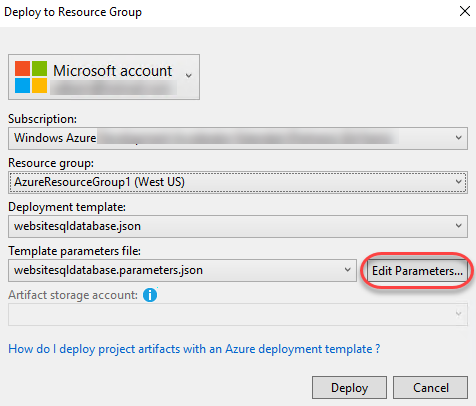 Deploy to Resource Group
Microsoft account
Subscription:
Windows Azure
Resource group:
AzureResourceGroup1 (West US)
Deployment template:
websitesqldatabase.json
Template parameters file:
websitesqldatabase.parameters.json
Edit Parameters...
Artifact storage account:
How do I deploy project artifacts with an Azure deployment template ?
Deploy
Cancel